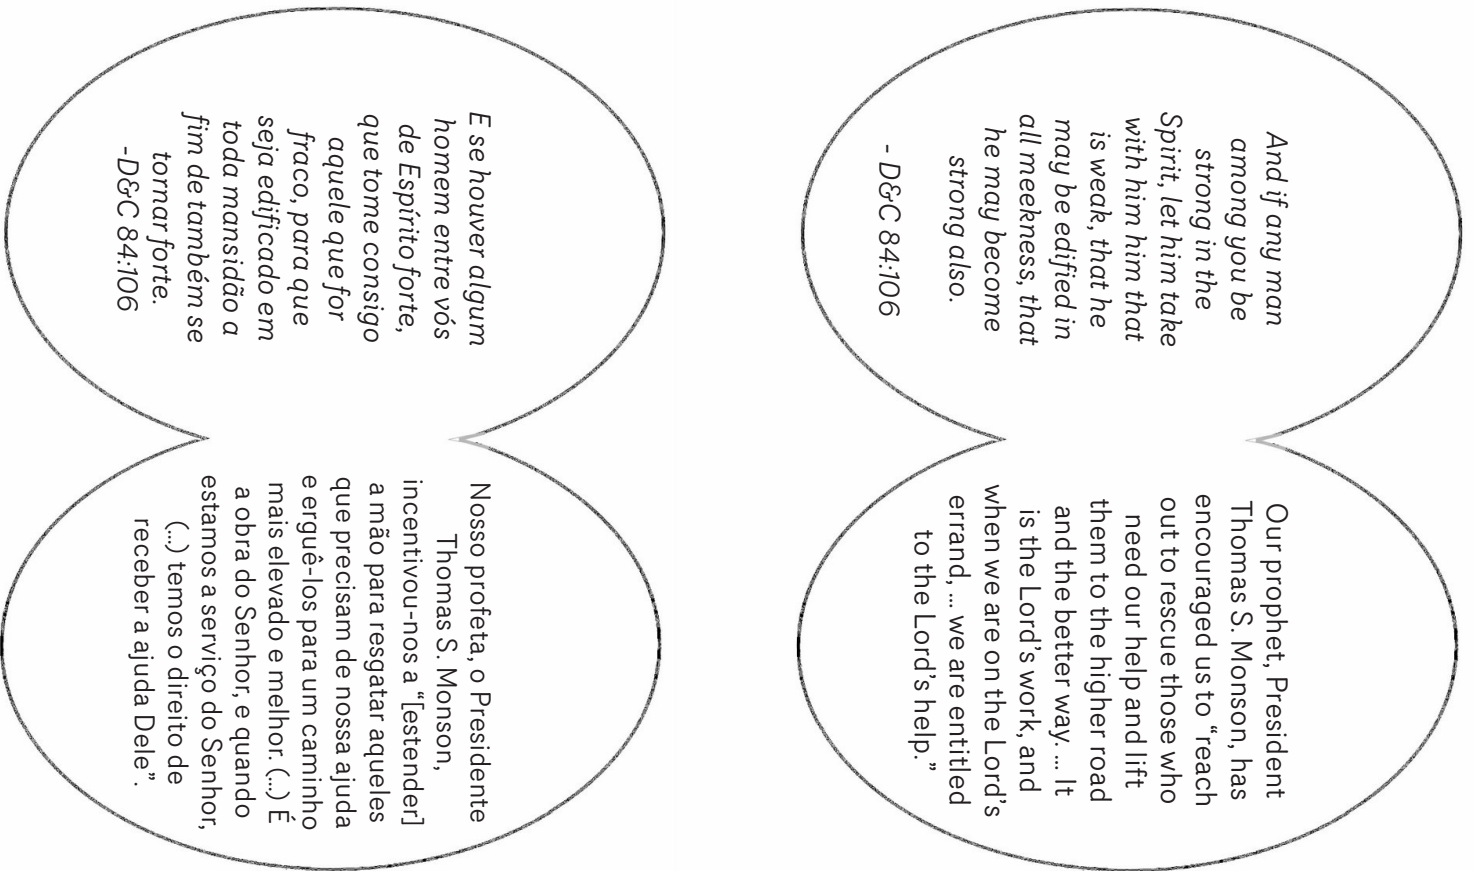 And if any man
among you be
strong in the
Spirit, let him take
with him him that
is weak, that he
may be edified in
all meekness, that
he may become
strong also.
- D&C 84:106
Our prophet, President
Thomas S. Monson, has
encouraged us to “reach
out to rescue those who
need our help and lift
them to the higher road
and the better way. ... It
is the Lord’s work, and
when we are on the Lord’s
errand, ... we are entitled
to the Lord’s help.”
E se houver algum
homem entre vós
de Espírito forte,
que tome consigo
aquele que for
fraco, para que
seja edificado em
toda mansidão a
fim de também se
tornar forte.
-D&C 84:106
Nosso profeta, o Presidente
Thomas S. Monson,
incentivou-nos a “[estender]
a mão para resgatar aqueles
que precisam de nossa ajuda
e erguê-los para um caminho
mais elevado e melhor. (...) É
a obra do Senhor, e quando
estamos a serviço do Senhor,
(...) temos o direito de
receber a ajuda Dele”.